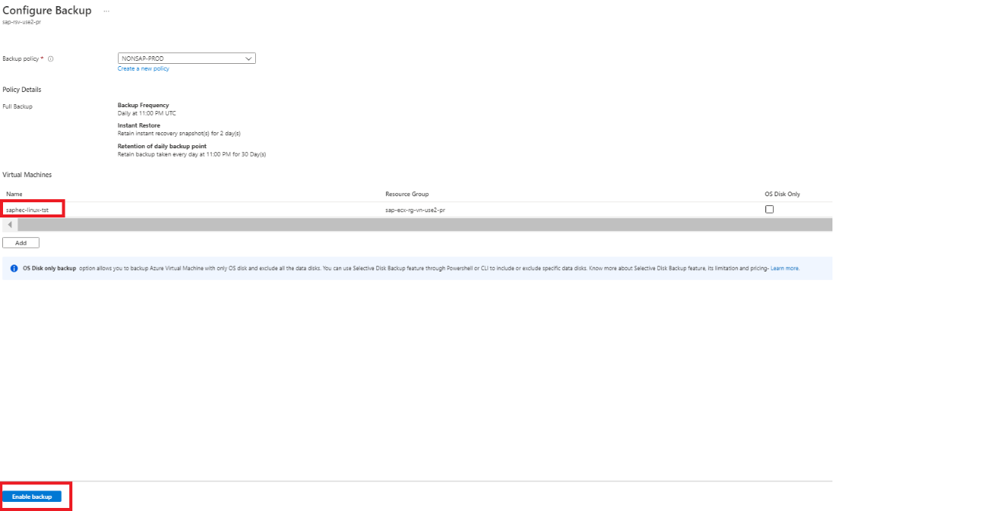 Configure Backup ...
sap-rsv-use2-pr
Backup policy * NONSAP-PROD
Create a new policy
Policy Details
Full Backup
Backup Frequency
Daily at 11:00 PM UTC
Instant Restore
Retain instant recovery snapshot(s) for 2 day(s)
Retention of daily backup point
Retain backup taken every day at 11:00 PM for 30 Day(s)
Virtual Machines
Name Resource Group OS Disk Only
saphec-linux-tst sap-ecx-rg-vn-use2-pr
Add
OS Disk only backup option allows you to backup Azure Virtual Machine with only OS disk and exclude all the data disks. You can use Selective Disk Backup feature through Powershell or CLI to include or exclude specific data disks. Know more about Selective Disk Backup feature, its limitation and pricing- Learn more.
Enable backup